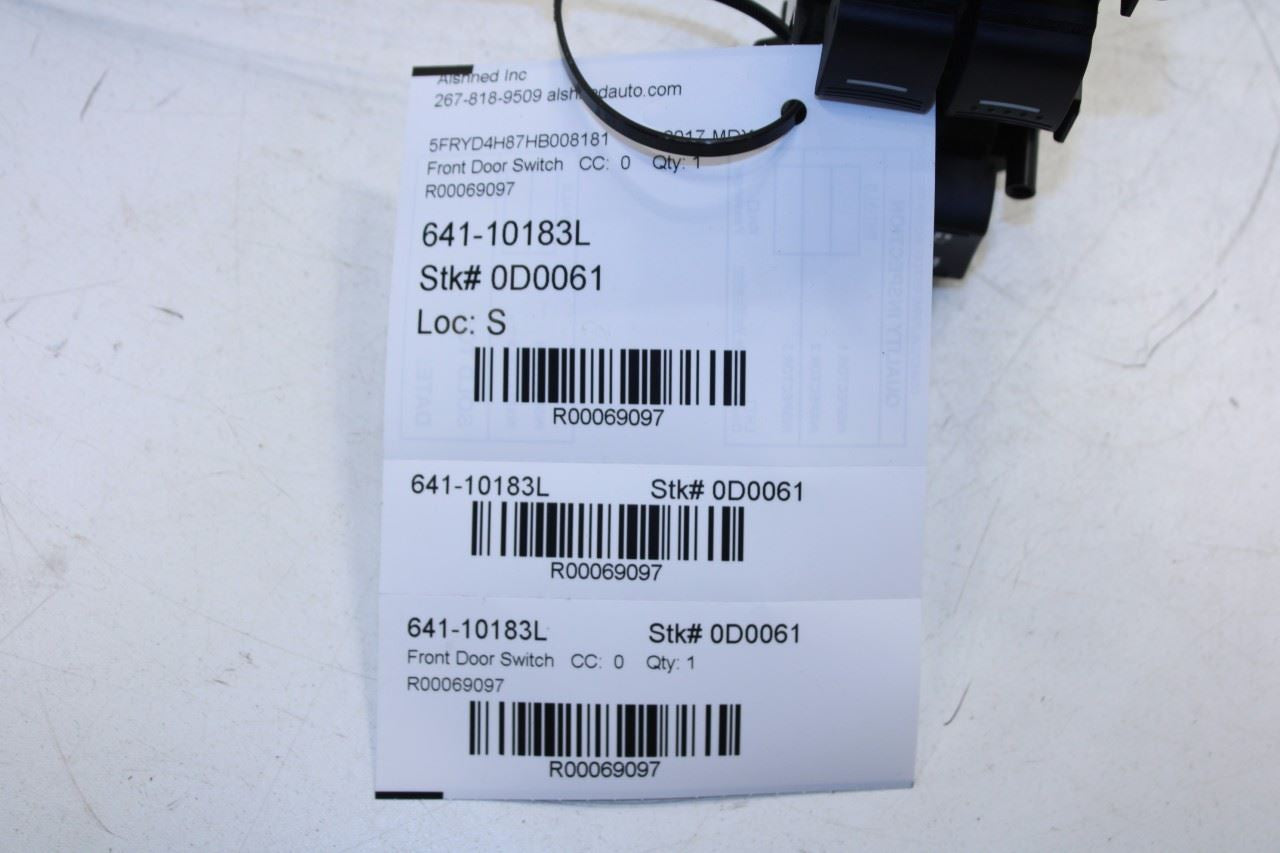 Alshned Inc
267-818-9509 alshnedauto.com
5FRYD4H87HB008181 2017 MDX
Front Door Switch CC: 0 Qty: 1
R00069097
641-10183L
Stk# 0D0061
Loc: S
R00069097
641-10183L Stk# 0D0061
R00069097
641-10183L Stk# 0D0061
Front Door Switch CC: 0 Qty: 1
R00069097
R00069097